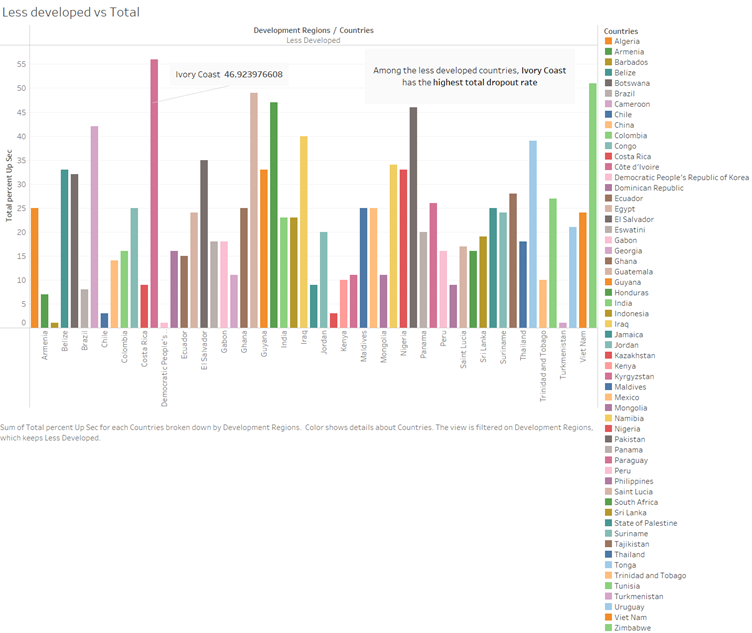 Less developed vs Total
Development Regions / Countries
Less Developed
Total percent Up Sec
55
50
45
40
35
30
25
20
15
10
5
0
Ivory Coast 46.923976608
Among the less developed countries, Ivory Coast
has the highest total dropout rate
Armenia
Belize
Brazil
Chile
Colombia
Costa Rica
Democratic People's
Ecuador
El Salvador
Gabon
Ghana
Guyana
India
Iraq
Jordan
Kenya
Maldives
Mongolia
Nigeria
Panama
Peru
Saint Lucia
Sri Lanka
Suriname
Thailand
Trinidad and Tobago
Turkmenistan
Viet Nam
Sum of Total percent Up Sec for each Countries broken down by Development Regions. Color shows details about Countries. The view is filtered on Development Regions,
which keeps Less Developed.
Countries
Algeria
Armenia
Barbados
Belize
Botswana
Brazil
Cameroon
Chile
China
Colombia
Congo
Costa Rica
Côte d'Ivoire
Democratic People's Republic of Korea
Dominican Republic
Ecuador
Egypt
El Salvador
Eswatini
Gabon
Georgia
Ghana
Guatemala
Guyana
Honduras
India
Indonesia
Iraq
Jamaica
Jordan
Kazakhstan
Kenya
Kyrgyzstan
Maldives
Mexico
Mongolia
Namibia
Nigeria
Pakistan
Panama
Paraguay
Peru
Philippines
Saint Lucia
South Africa
Sri Lanka
State of Palestine
Suriname
Tajikistan
Thailand
Tonga
Trinidad and Tobago
Tunisia
Turkmenistan
Uruguay
Viet Nam
Zimbabwe